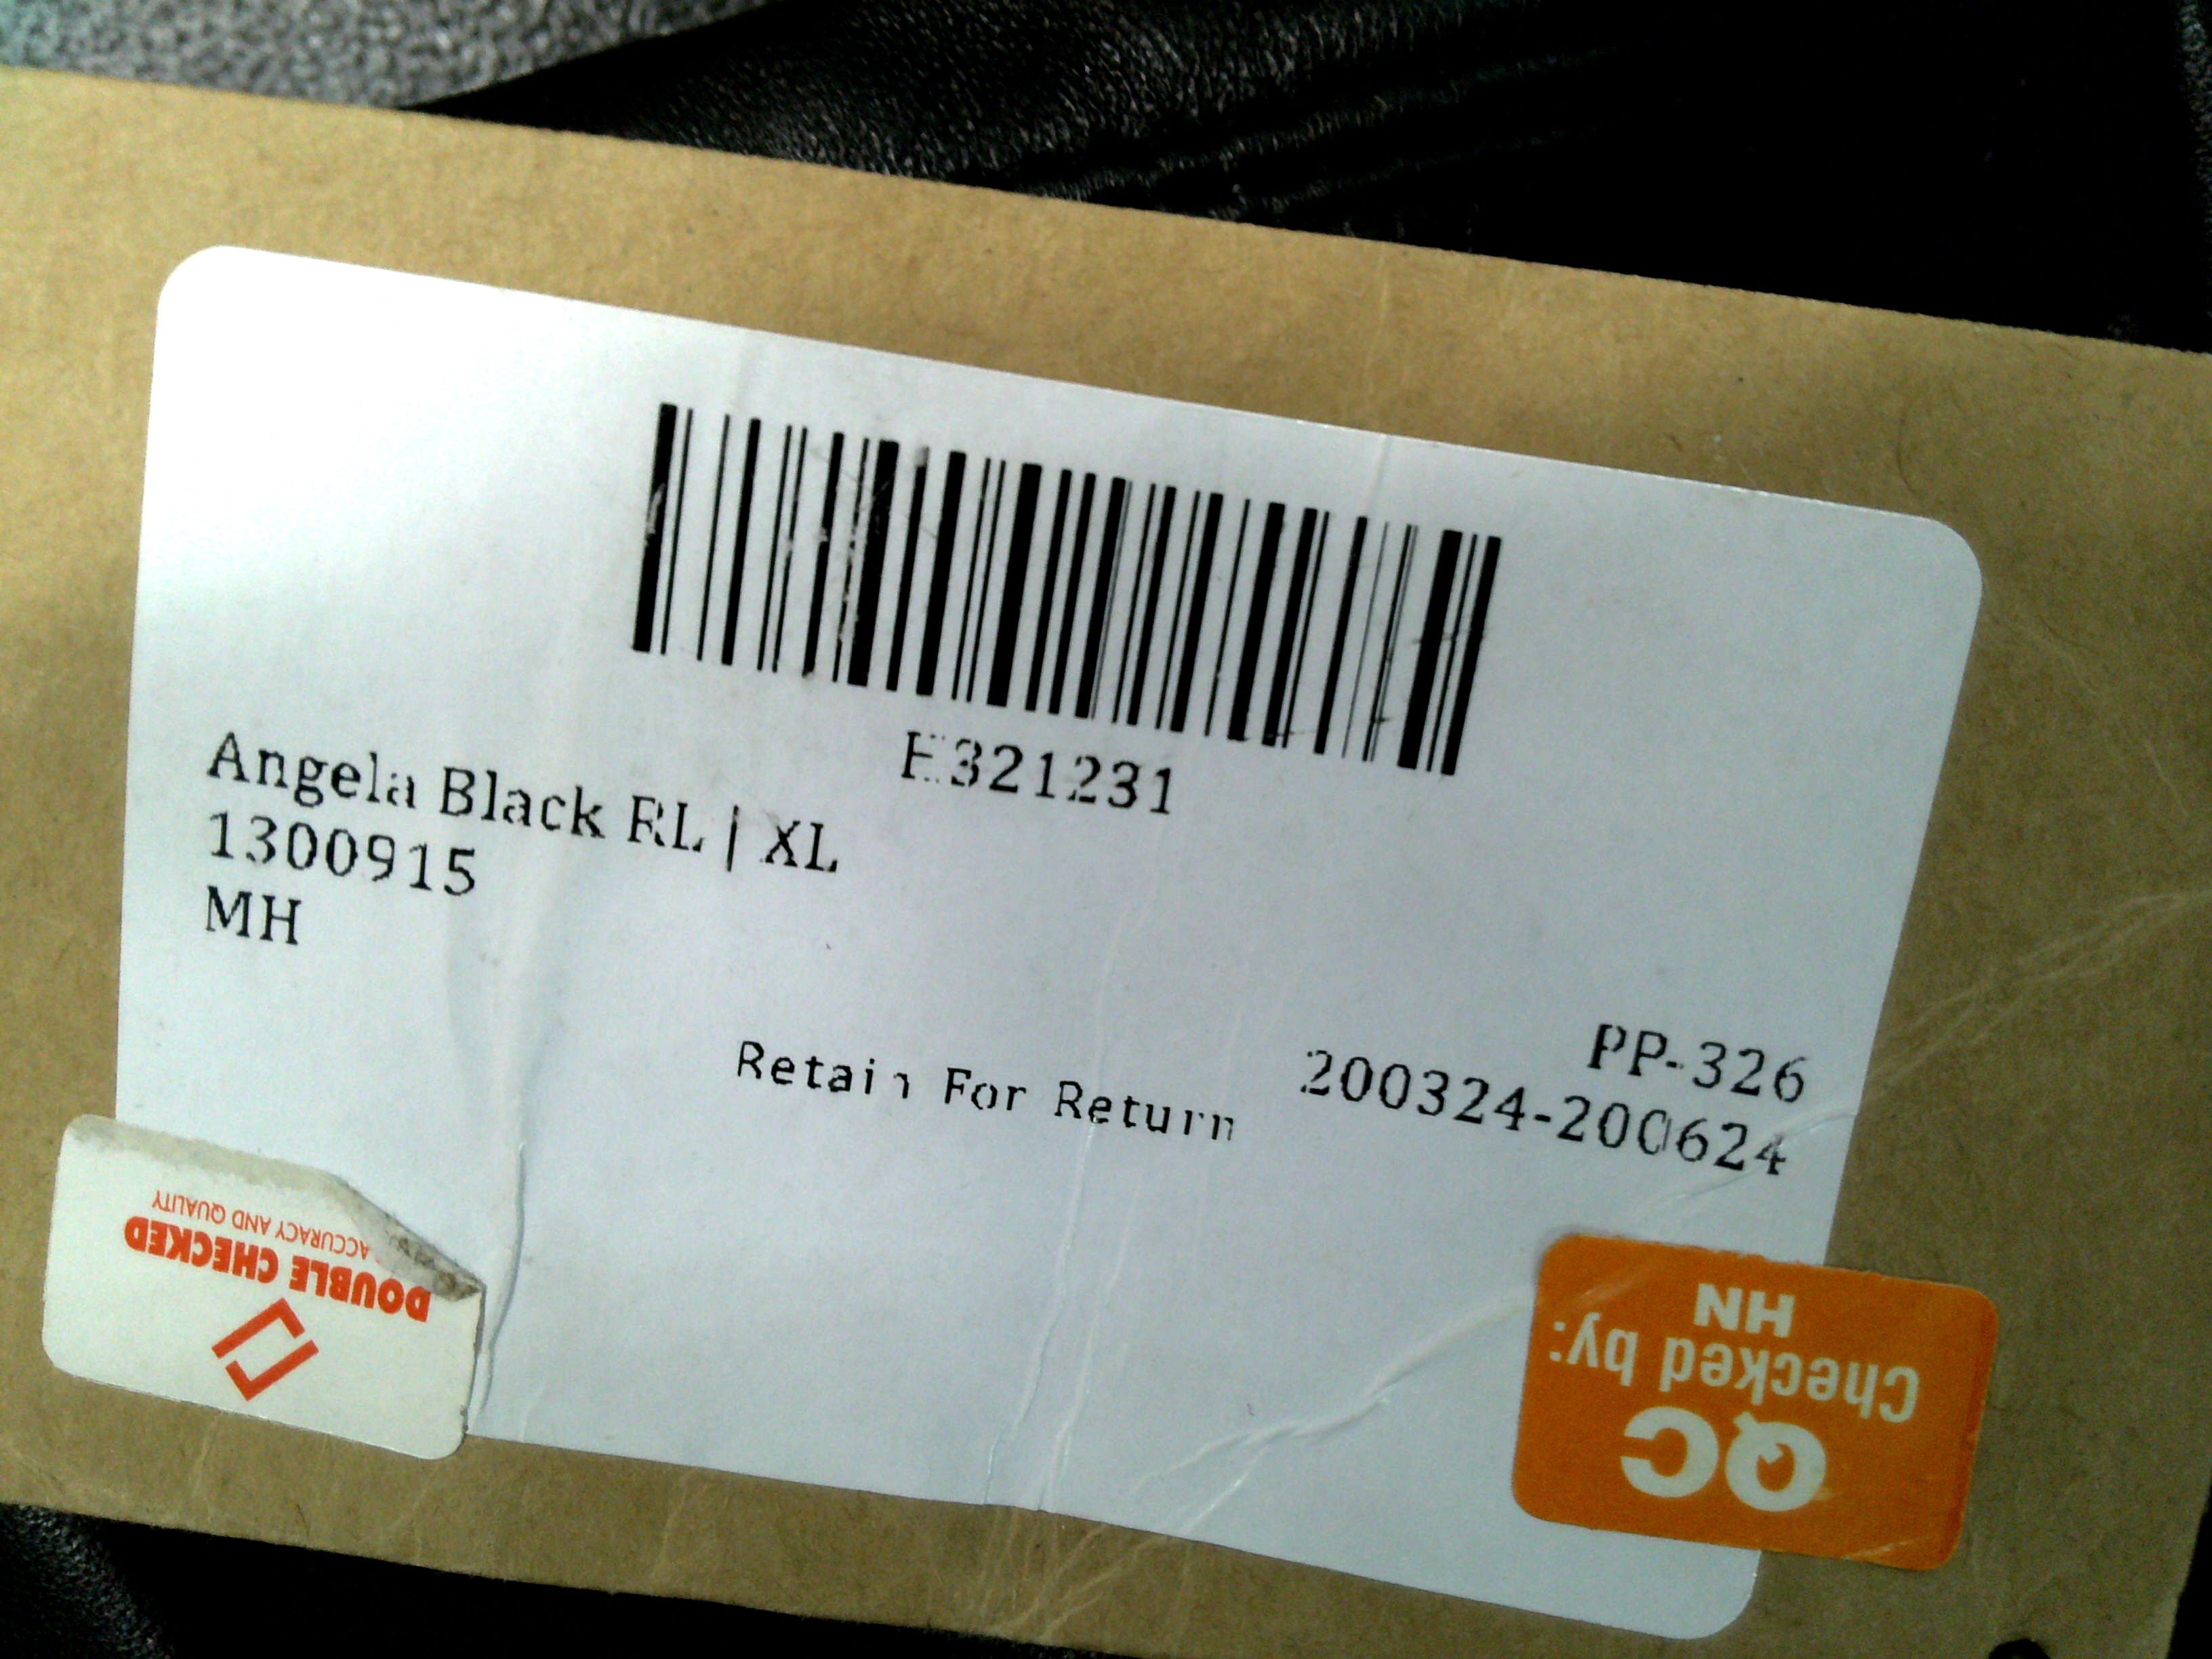 E321231
Angela Black RL | XL
1300915
MH
PP-326
Retain For Return 200324-200624
DOUBLE CHECKED
ACCURACY AND QUALITY
QC
Checked by:
HN